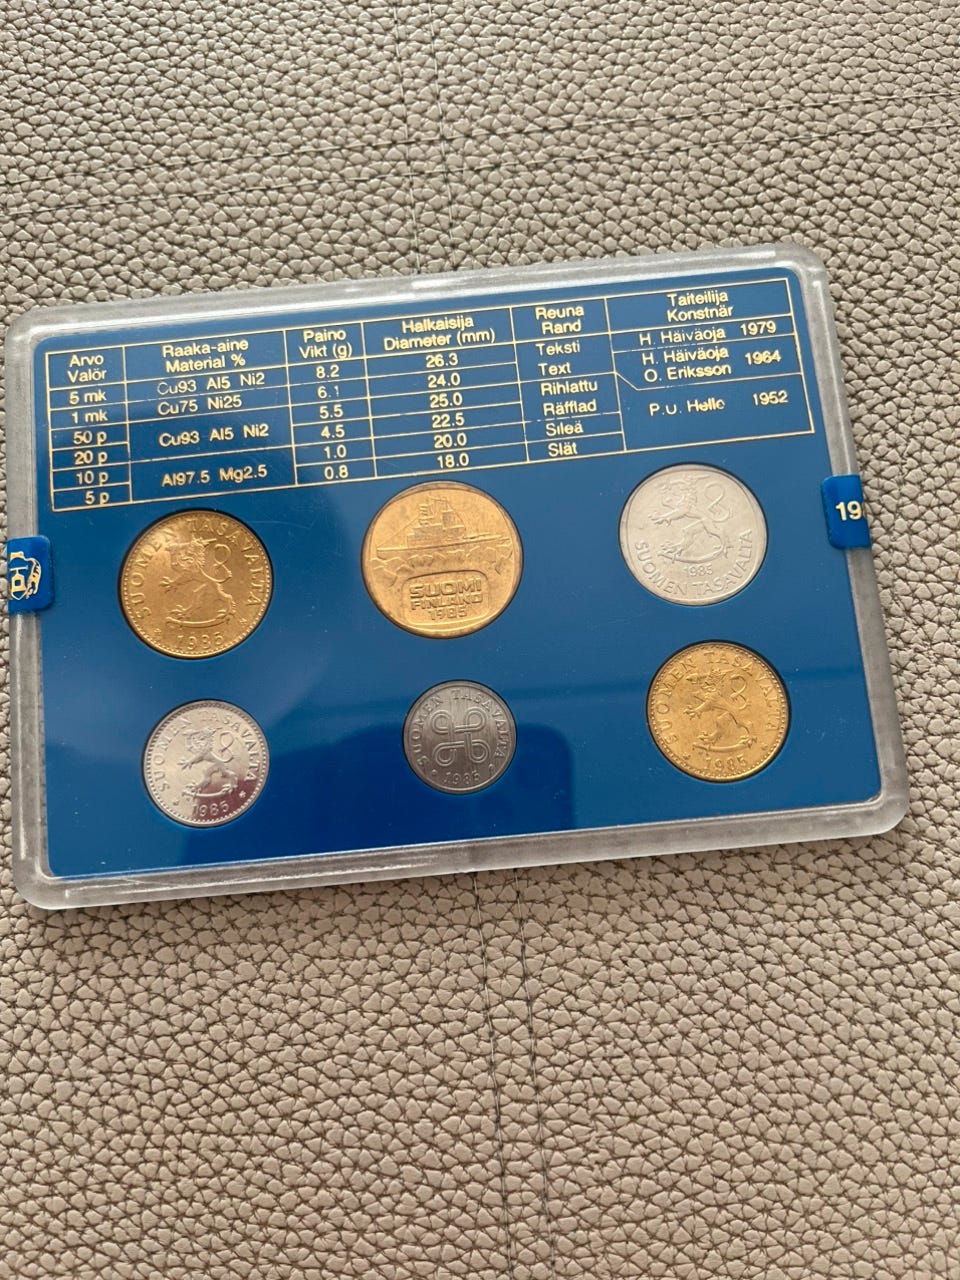 Arvo Raaka-aine Paino Halkaisija Reuna Taiteilija
Valör Material % Vikt (g) Diameter (mm) Rand Konstnär
5 mk Cu93 Al5 Ni2 8.2 26.3 Teksti H. Häiväoja 1979
1 mk Cu75 Ni25 6.1 24.0 Text H. Häiväoja
O. Eriksson 1964
50 p Cu93 Al5 Ni2 5.5 25.0 Rihlattu P.U. Helle 1952
20 p 4.5 22.5 Räfflad
10 p Al97.5 Mg2.5 1.0 20.0 Sileä
5 p 0.8 18.0 Slät
SUOMEN TASAVALTA
1985
SUOMI
FINLAND
1985
SUOMEN TASAVALTA
1985
19
SUOMEN TASAVALTA
1985
SUOMEN TASAVALTA
1985
SUOMEN TASAVALTA
1985